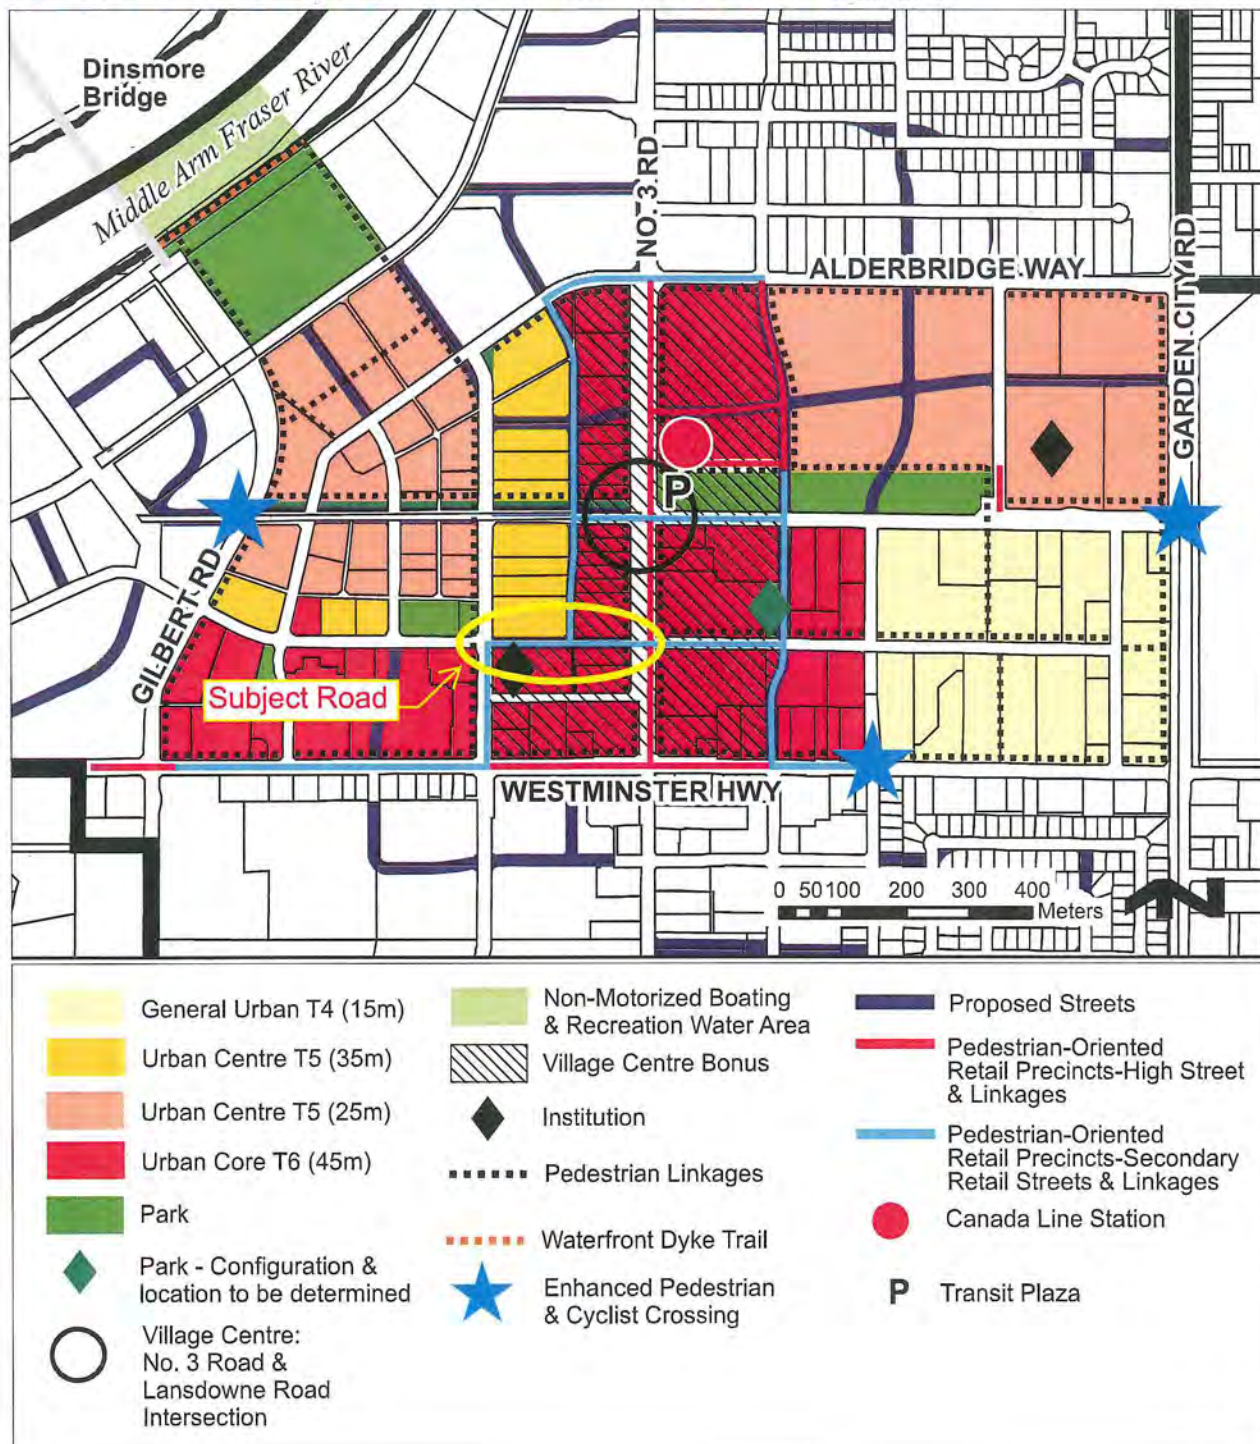 Dinsmore
Bridge
Middle Arm Fraser River
NO. 3 RD
ALDERBRIDGE WAY
GARDEN CITY RD
P
GILBERT RD
Subject Road
WESTMINSTER HWY
0 50 100 200 300 400
Meters
General Urban T4 (15m)
Urban Centre T5 (35m)
Urban Centre T5 (25m)
Urban Core T6 (45m)
Park
Park - Configuration &
location to be determined
Village Centre:
No. 3 Road &
Lansdowne Road
Intersection
Non-Motorized Boating
& Recreation Water Area
Village Centre Bonus
Institution
Pedestrian Linkages
Waterfront Dyke Trail
Enhanced Pedestrian
& Cyclist Crossing
Proposed Streets
Pedestrian-Oriented
Retail Precincts-High Street
& Linkages
Pedestrian-Oriented
Retail Precincts-Secondary
Retail Streets & Linkages
Canada Line Station
P Transit Plaza